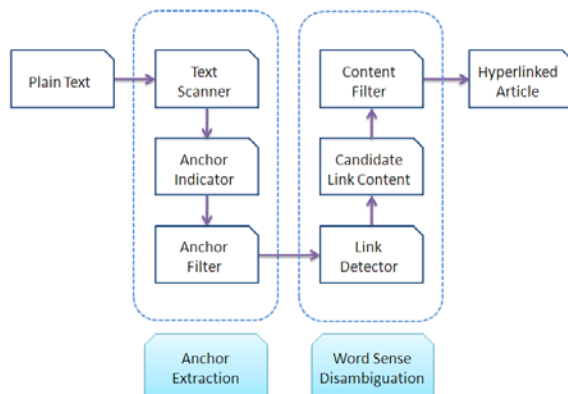 Plain Text
Text
Scanner
Anchor
Indicator
Anchor
Filter
Link
Detector
Candidate
Link Content
Content
Filter
Hyperlinked
Article
Anchor
Extraction
Word Sense
Disambiguation